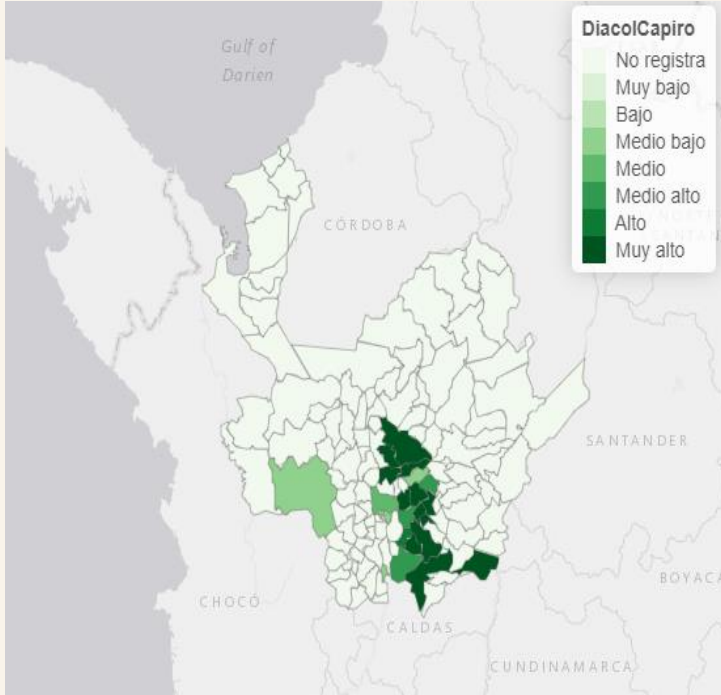 Gulf of
Darien
DiacolCapiro
No registra
Muy bajo
Bajo
Medio bajo
Medio
Medio alto
Alto
Muy alto
CÓRDOBA
SANTANDER
BOYACÁ
CHOCÓ
CALDAS
CUNDINAMARCA